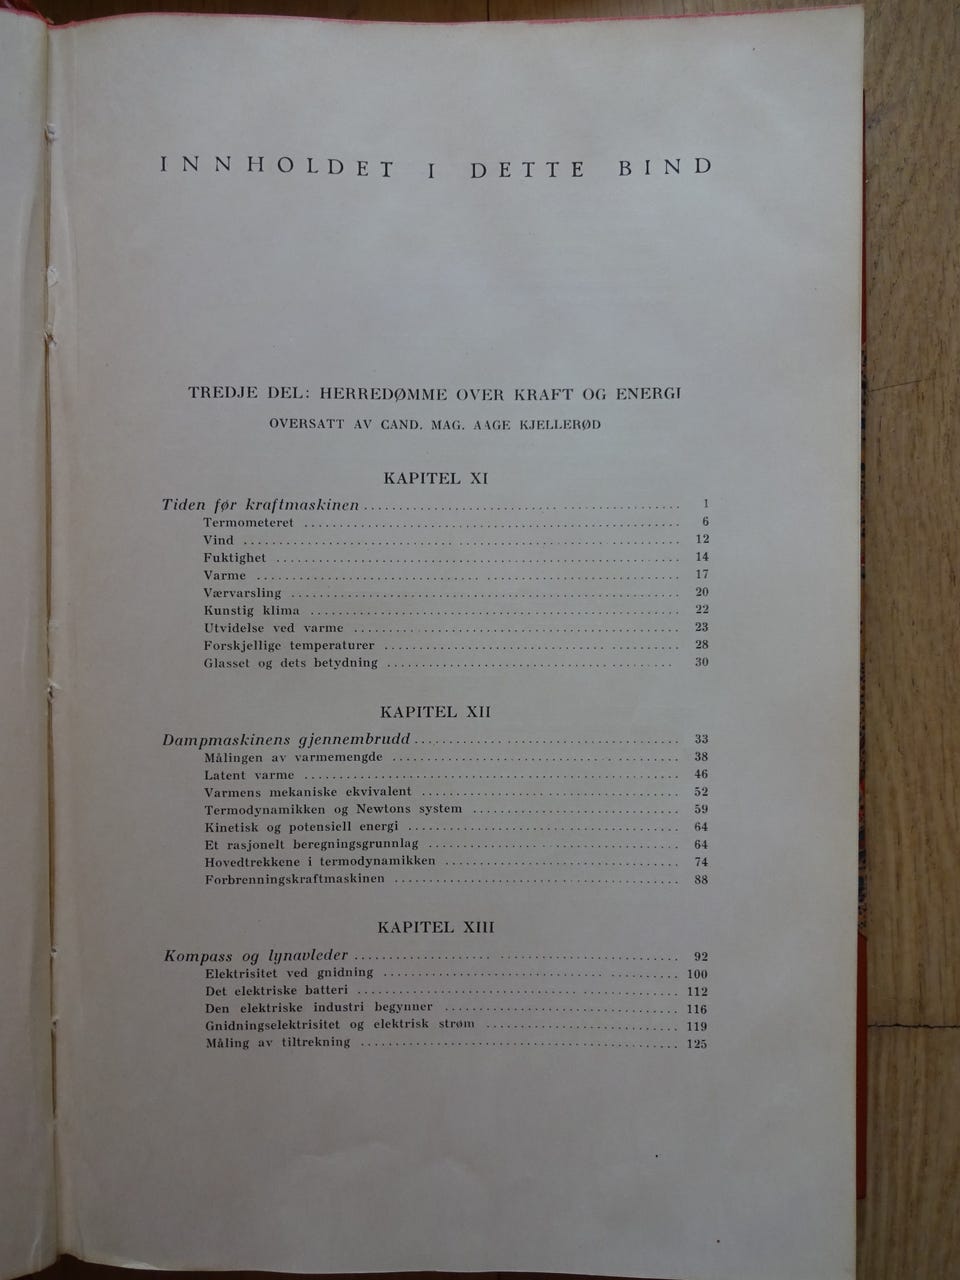 INNHOLDET I DETTE BIND
TREDJE DEL: HERREDØMME OVER KRAFT OG ENERGI
OVERSATT AV CAND. MAG. AAGE KJELLERØD
KAPITEL XI
Tiden før kraftmaskinen ........................................ 1
Termometeret ........................................ 6
Vind ........................................ 12
Fuktighet ........................................ 14
Varme ........................................ 17
Værvarsling ........................................ 20
Kunstig klima ........................................ 22
Utvidelse ved varme ........................................ 23
Forskjellige temperaturer ........................................ 28
Glasset og dets betydning ........................................ 30
KAPITEL XII
Dampmaskinens gjennembrudd ........................................ 33
Målingen av varmemengde ........................................ 38
Latent varme ........................................ 46
Varmens mekaniske ekvivalent ........................................ 52
Termodynamikken og Newtons system ........................................ 59
Kinetisk og potensiell energi ........................................ 64
Et rasjonelt beregningsgrunnlag ........................................ 64
Hovedtrekkene i termodynamikken ........................................ 74
Forbrenningskraftmaskinen ........................................ 88
KAPITEL XIII
Kompass og lynavleder ........................................ 92
Elektrisitet ved gnidning ........................................ 100
Det elektriske batteri ........................................ 112
Den elektriske industri begynner ........................................ 116
Gnidningselektrisitet og elektrisk strøm ........................................ 119
Måling av tiltrekning ........................................ 125